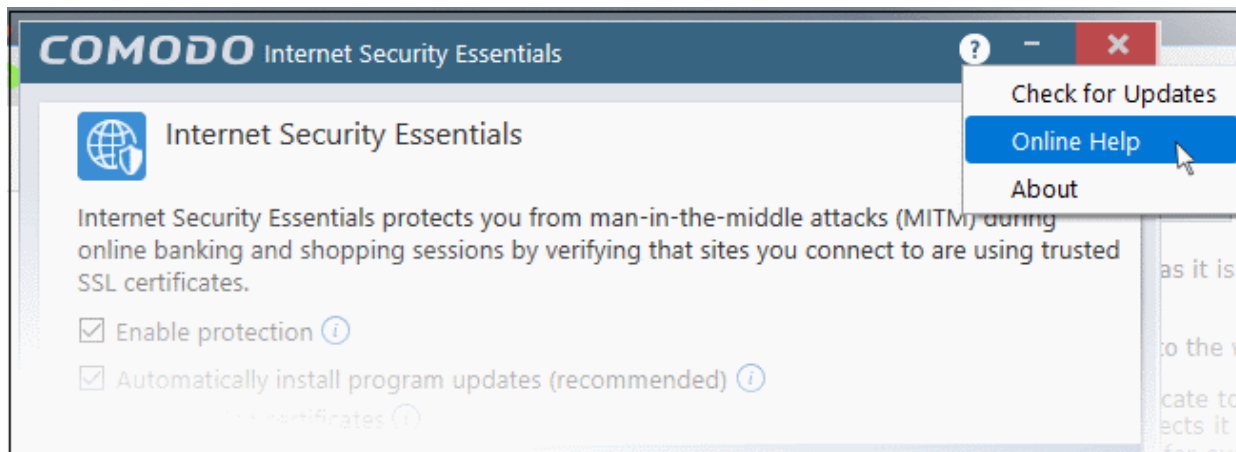 COMODO Internet Security Essentials
?
Check for Updates
Online Help
About
Internet Security Essentials
Internet Security Essentials protects you from man-in-the-middle attacks (MITM) during
online banking and shopping sessions by verifying that sites you connect to are using trusted
SSL certificates.
Enable protection
Automatically install program updates (recommended)
certificates
as it is
to the
cate to
ects it